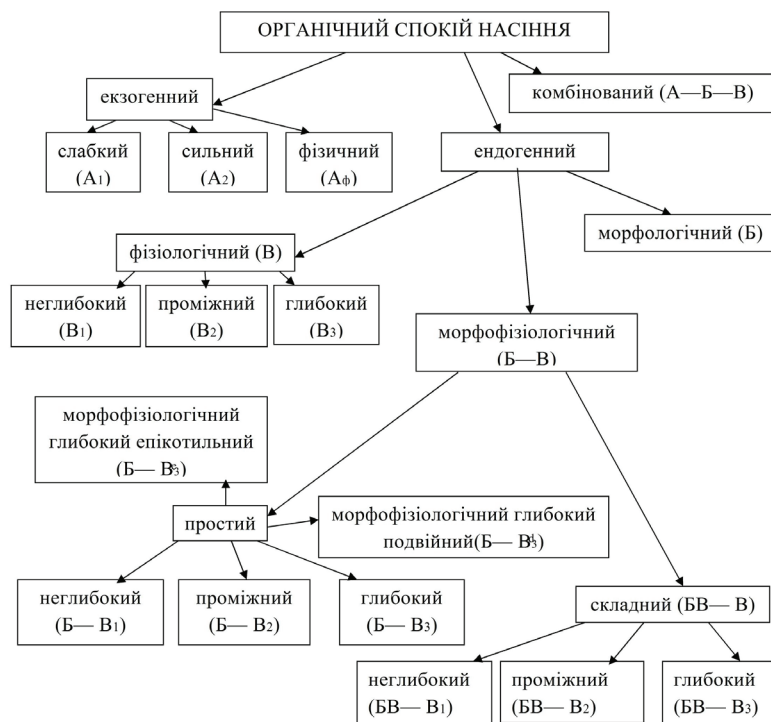 ОРГАНІЧНИЙ СПОКІЙ НАСІННЯ
екзогенний
комбінований (А—Б—В)
слабкий
(А₁)
сильний
(А₂)
фізичний
(Аф)
ендогенний
фізіологічний (В)
морфологічний (Б)
неглибокий
(В₁)
проміжний
(В₂)
глибокий
(В₃)
морфофізіологічний
(Б—В)
морфофізіологічний
глибокий епікотильний
(Б— Вᵉ₃)
простий
морфофізіологічний глибокий
подвійний(Б— Вᵈ₃)
неглибокий
(Б— В₁)
проміжний
(Б— В₂)
глибокий
(Б— В₃)
складний (БВ— В)
неглибокий
(БВ— В₁)
проміжний
(БВ— В₂)
глибокий
(БВ— В₃)